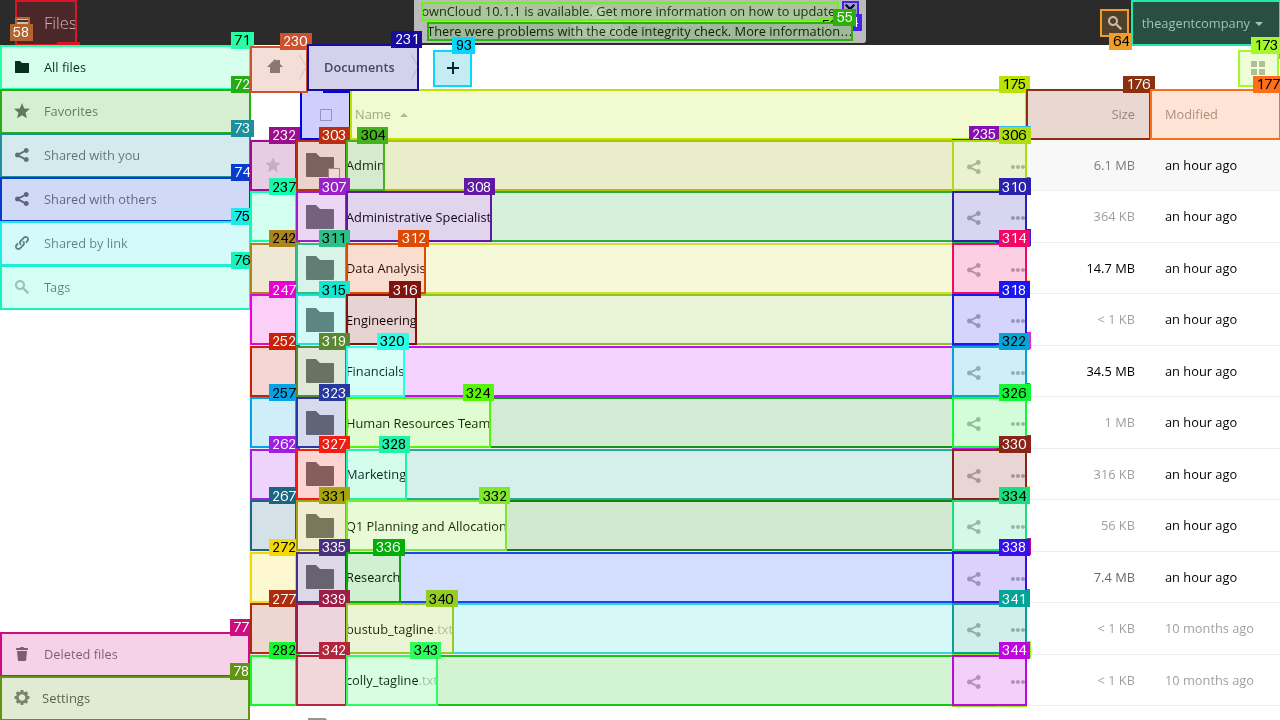 ownCloud 10.1.1 is available. Get more information on how to update
55
There were problems with the code integrity check. More information...
58
Files
64
theagentcompany
71
All files
230
231
Documents
93
+
173
72
Favorites
175
Name
176
Size
177
Modified
73
Shared with you
232
303
304
Admin
235
306
6.1 MB
an hour ago
74
Shared with others
237
307
308
Administrative Specialist
310
364 KB
an hour ago
75
Shared by link
242
311
312
Data Analysis
314
14.7 MB
an hour ago
76
Tags
247
315
316
Engineering
318
< 1 KB
an hour ago
252
319
320
Financials
322
34.5 MB
an hour ago
257
323
324
Human Resources Team
326
1 MB
an hour ago
262
327
328
Marketing
330
316 KB
an hour ago
267
331
332
Q1 Planning and Allocation
334
56 KB
an hour ago
272
335
336
Research
338
7.4 MB
an hour ago
277
339
340
bustub_tagline.txt
341
< 1 KB
10 months ago
77
Deleted files
282
342
343
colly_tagline.txt
344
< 1 KB
10 months ago
78
Settings